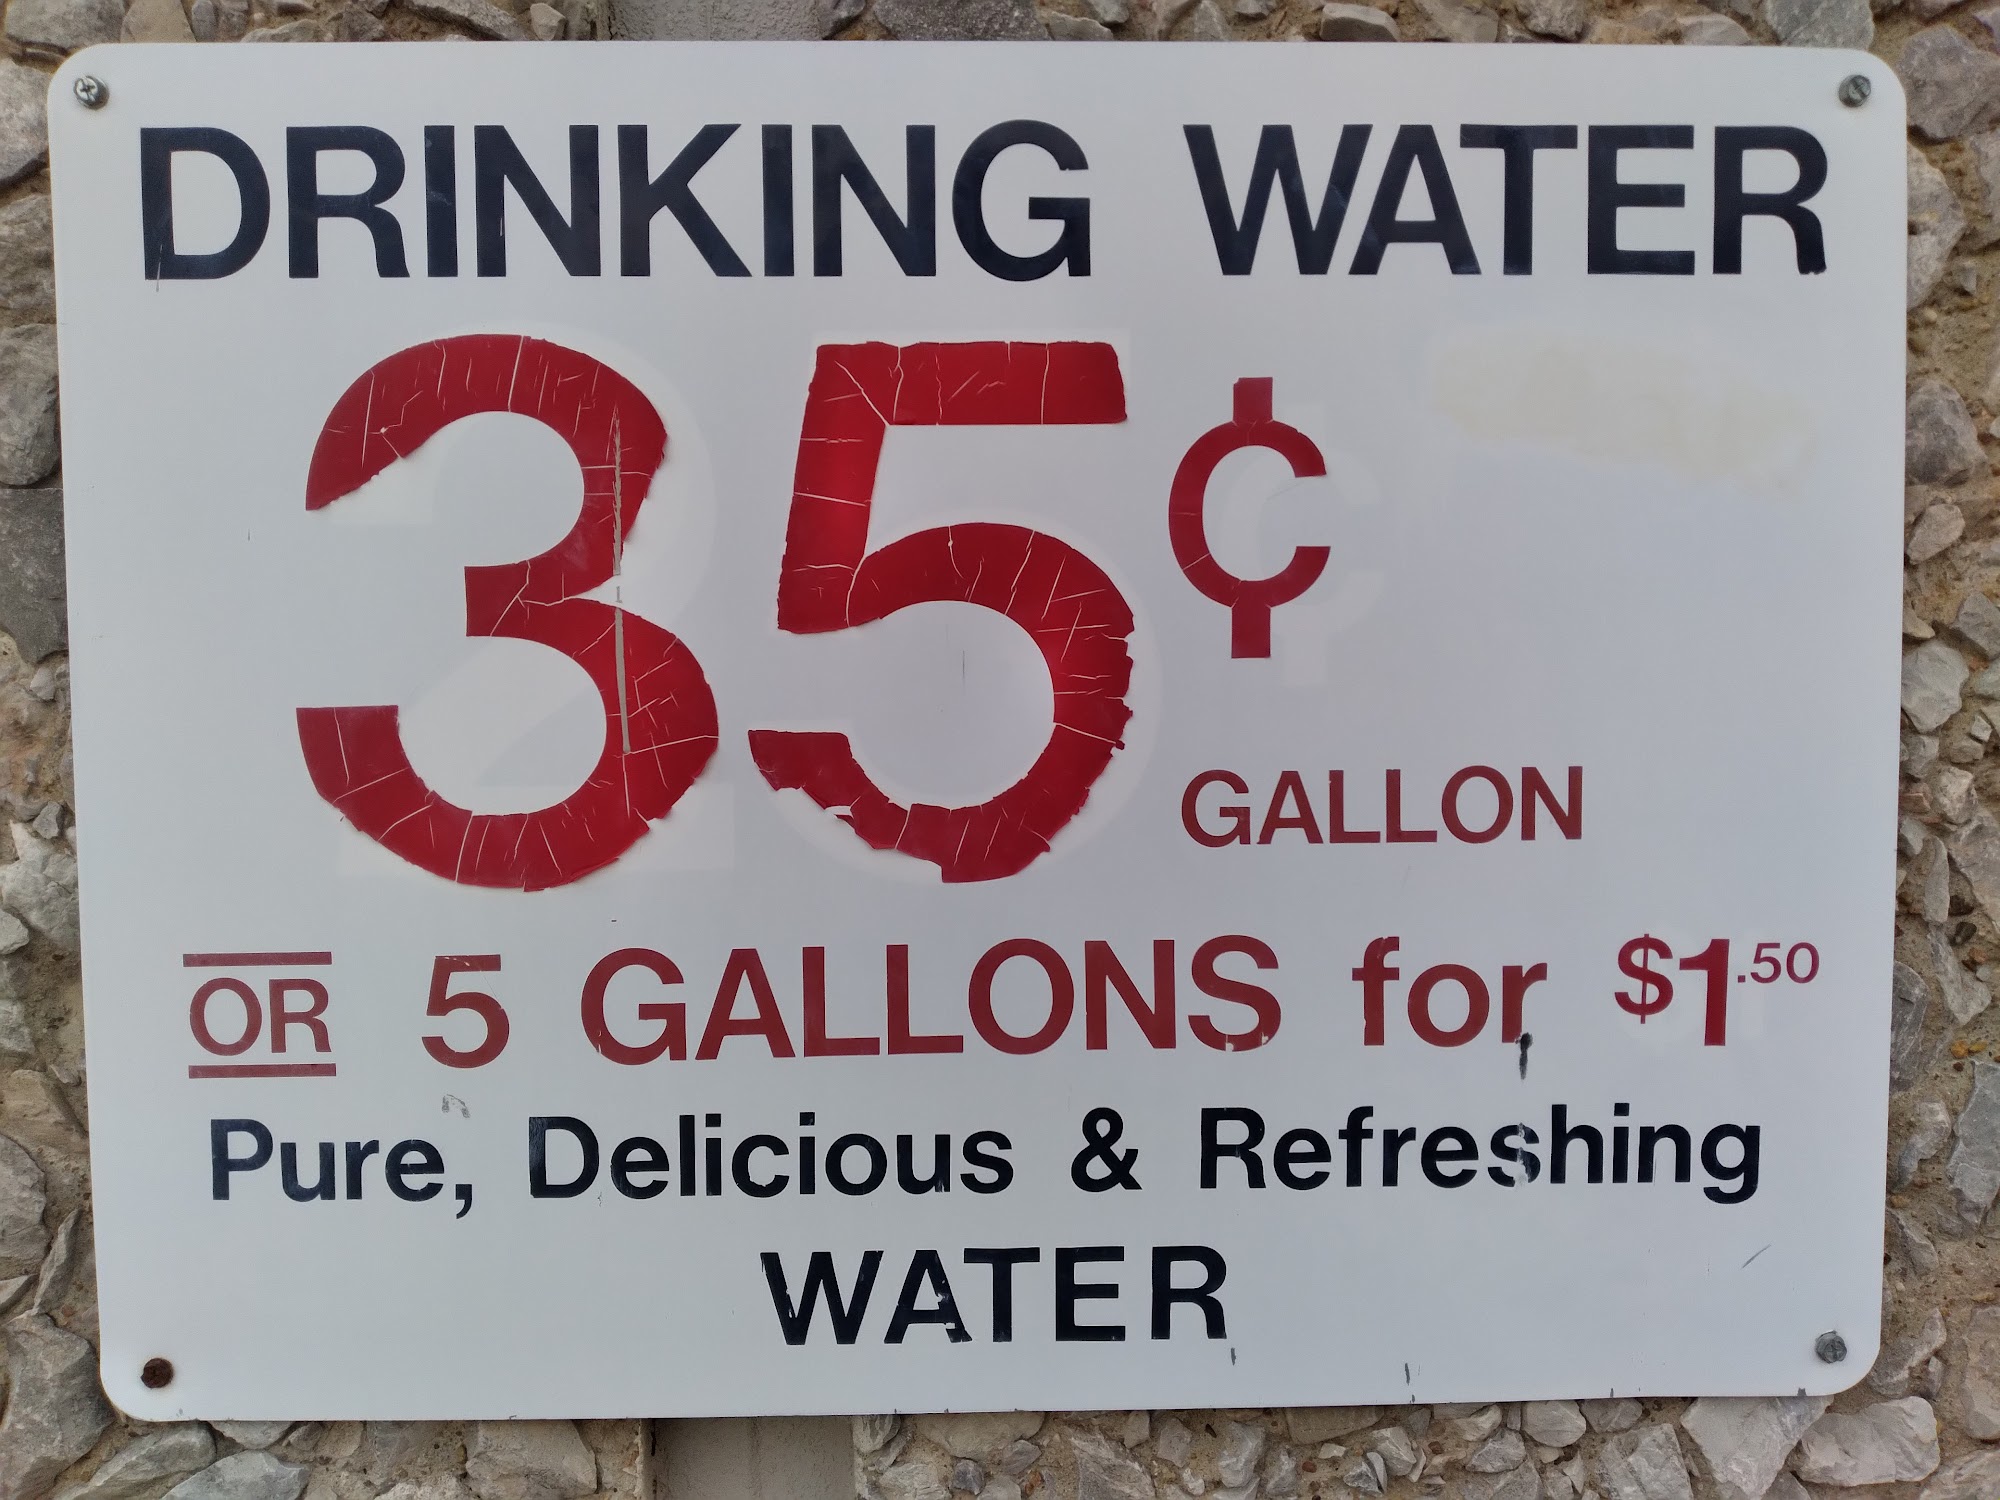 DRINKING WATER
35¢ GALLON
OR 5 GALLONS for $1.50
Pure, Delicious & Refreshing
WATER